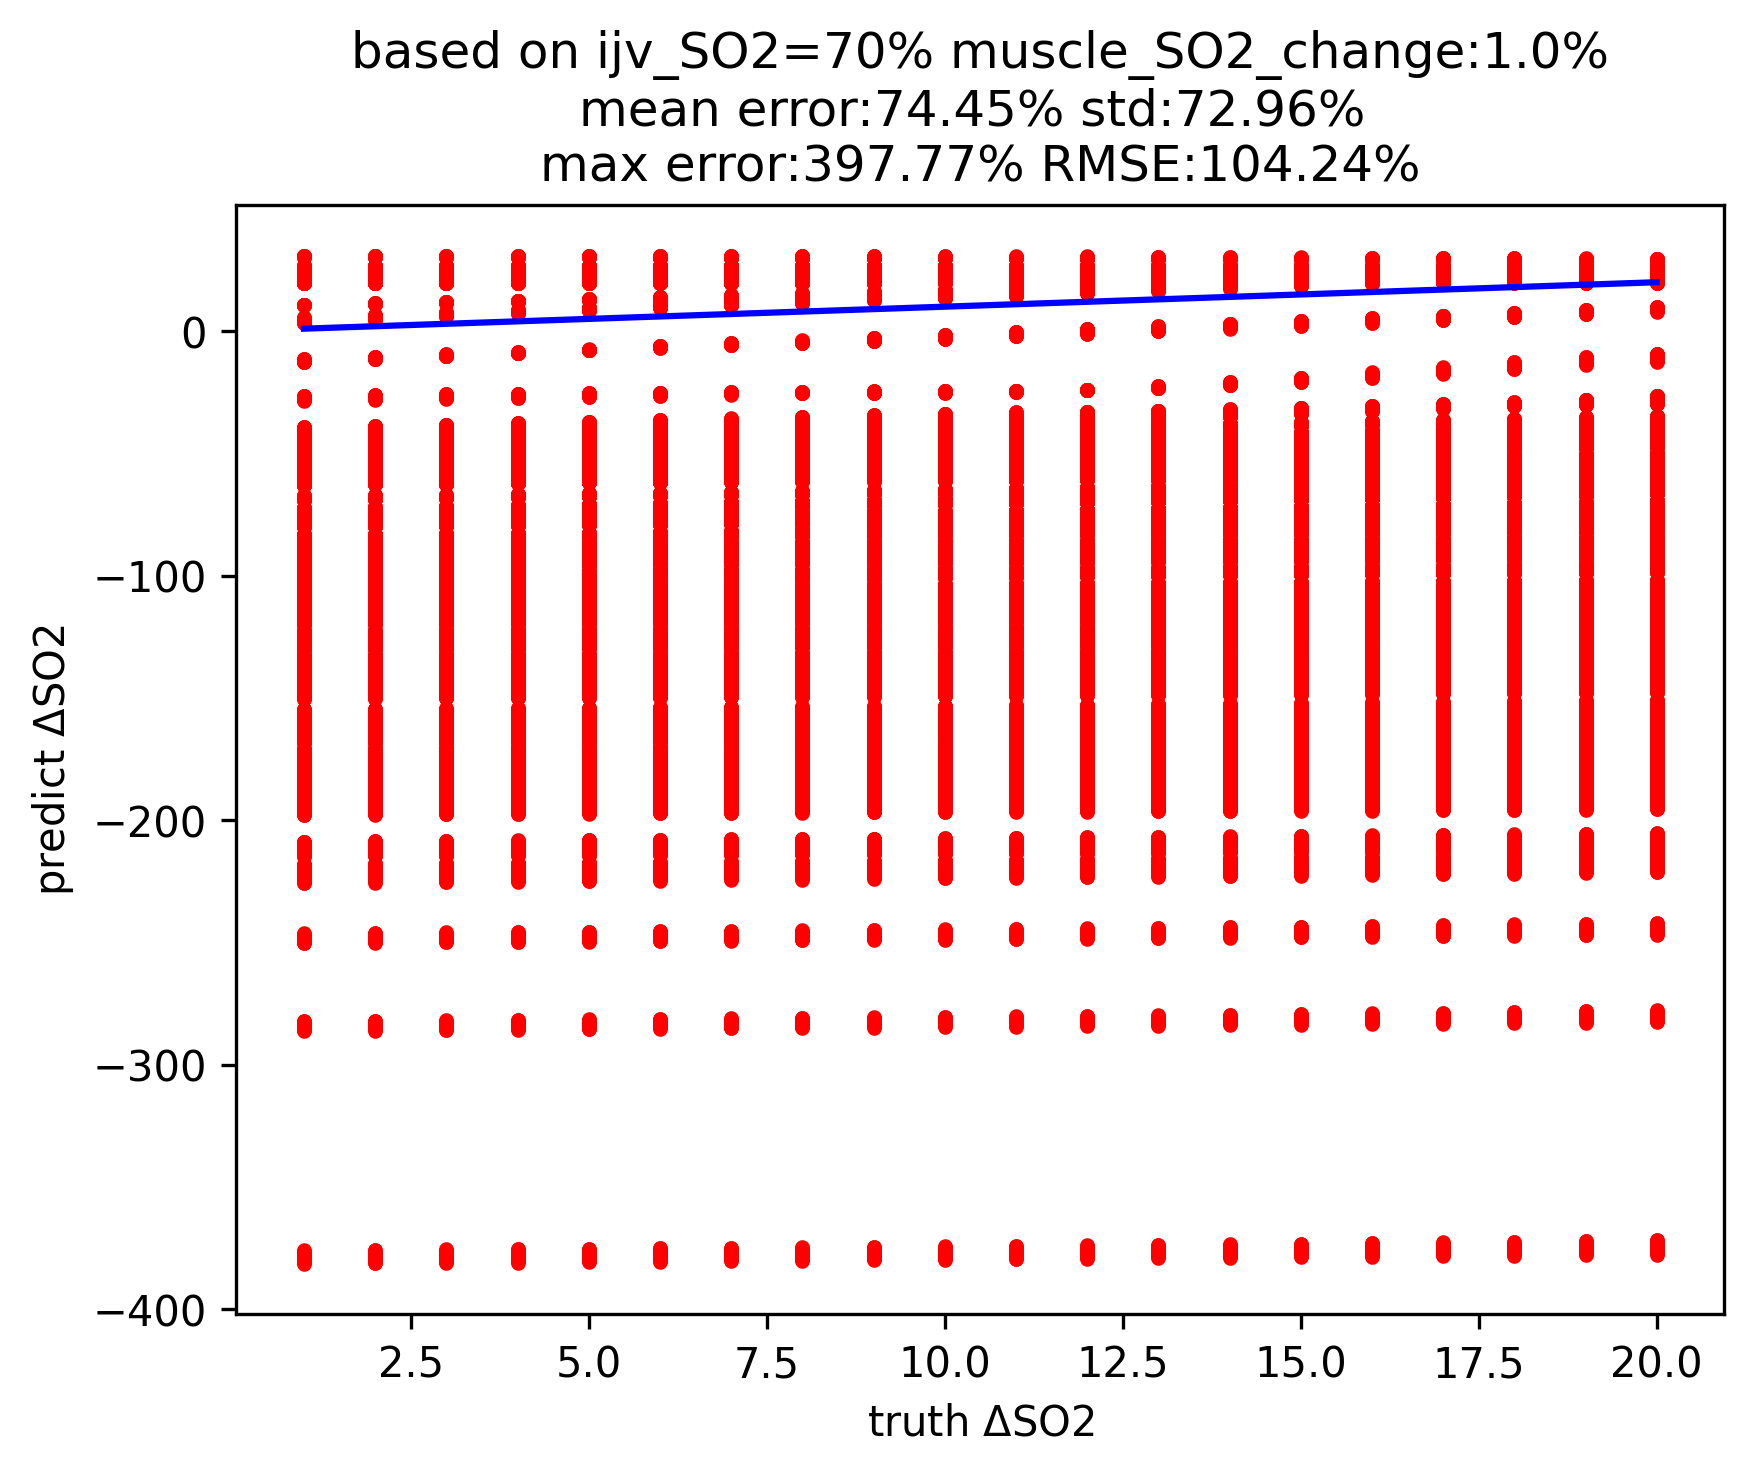 based on ijv_SO2=70% muscle_SO2_change:1.0%
mean error:74.45% std:72.96%
max error:397.77% RMSE:104.24%
0
−100
−200
−300
−400
predict ΔSO2
2.5 5.0 7.5 10.0 12.5 15.0 17.5 20.0
truth ΔSO2